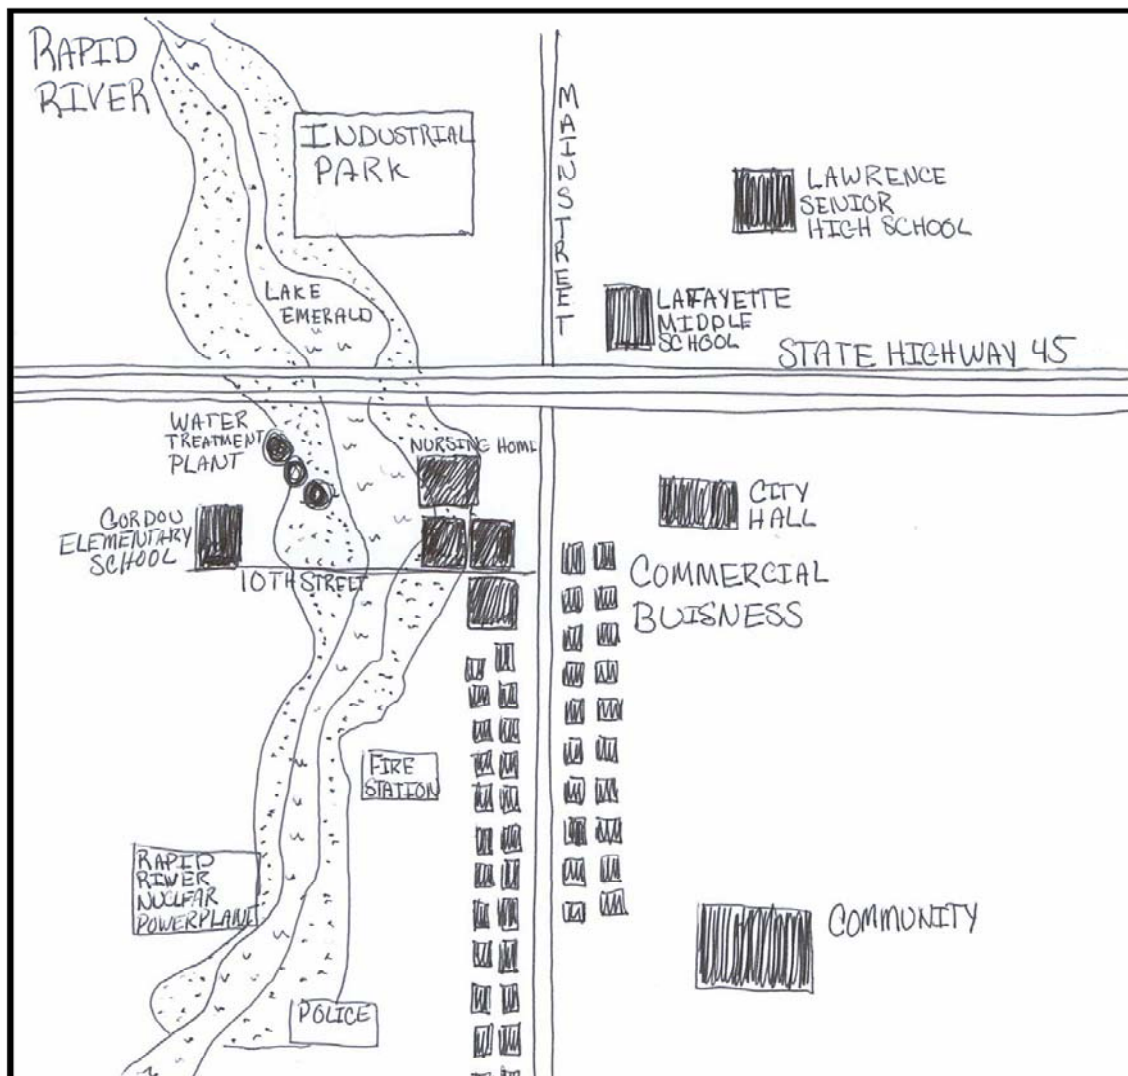 RAPID
RIVER
INDUSTRIAL
PARK
MAINSTREET
LAWRENCE
SENIOR
HIGH SCHOOL
LAFAYETTE
MIDDLE
SCHOOL
STATE HIGHWAY 45
LAKE
EMERALD
WATER
TREATMENT
PLANT
NURSING HOME
CITY
HALL
GORDON
ELEMENTARY
SCHOOL
10TH STREET
COMMERCIAL
BUISNESS
FIRE
STATION
RAPID
RIVER
NUCLEAR
POWERPLANT
COMMUNITY
POLICE